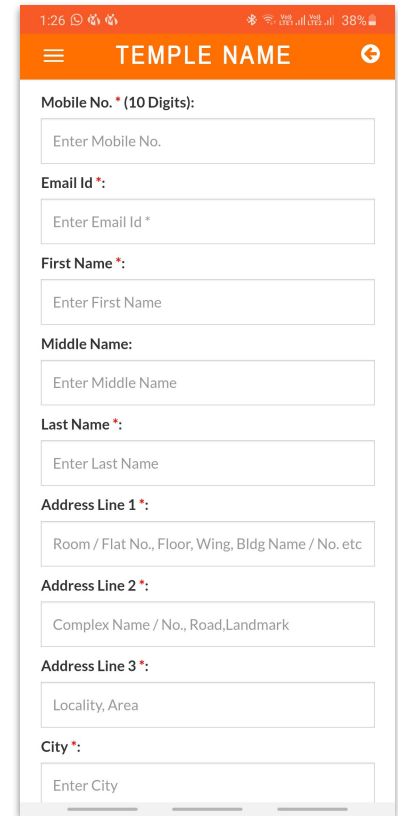 1:26 38%
TEMPLE NAME
Mobile No. * (10 Digits):
Enter Mobile No.
Email Id *:
Enter Email Id *
First Name *:
Enter First Name
Middle Name:
Enter Middle Name
Last Name *:
Enter Last Name
Address Line 1 *:
Room / Flat No., Floor, Wing, Bldg Name / No. etc
Address Line 2 *:
Complex Name / No., Road,Landmark
Address Line 3 *:
Locality, Area
City *:
Enter City